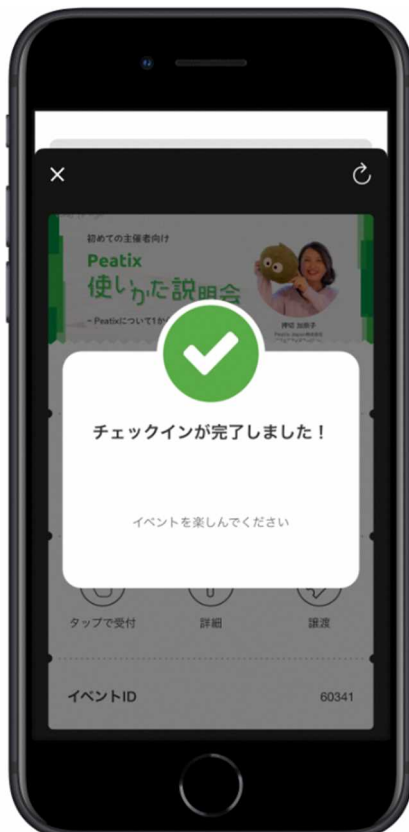 初めての主催者向け
Peatix
使いかた説明会
~ Peatixについて1か
チェックインが完了しました！
イベントを楽しんでください
タップで受付
詳細
譲渡
イベントID
60341